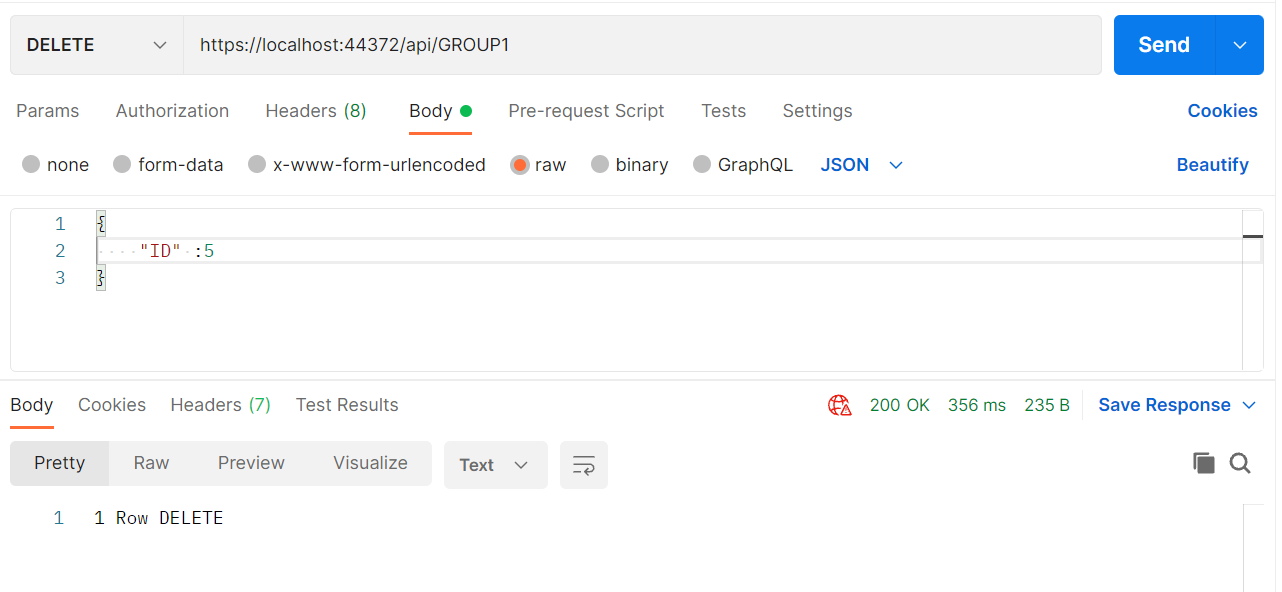 DELETE https://localhost:44372/api/GROUP1 Send
Params Authorization Headers (8) Body Pre-request Script Tests Settings Cookies
none form-data x-www-form-urlencoded raw binary GraphQL JSON Beautify
1 {
2 ····"ID"·:5
3 }
Body Cookies Headers (7) Test Results 200 OK 356 ms 235 B Save Response
Pretty Raw Preview Visualize Text
1 1 Row DELETE